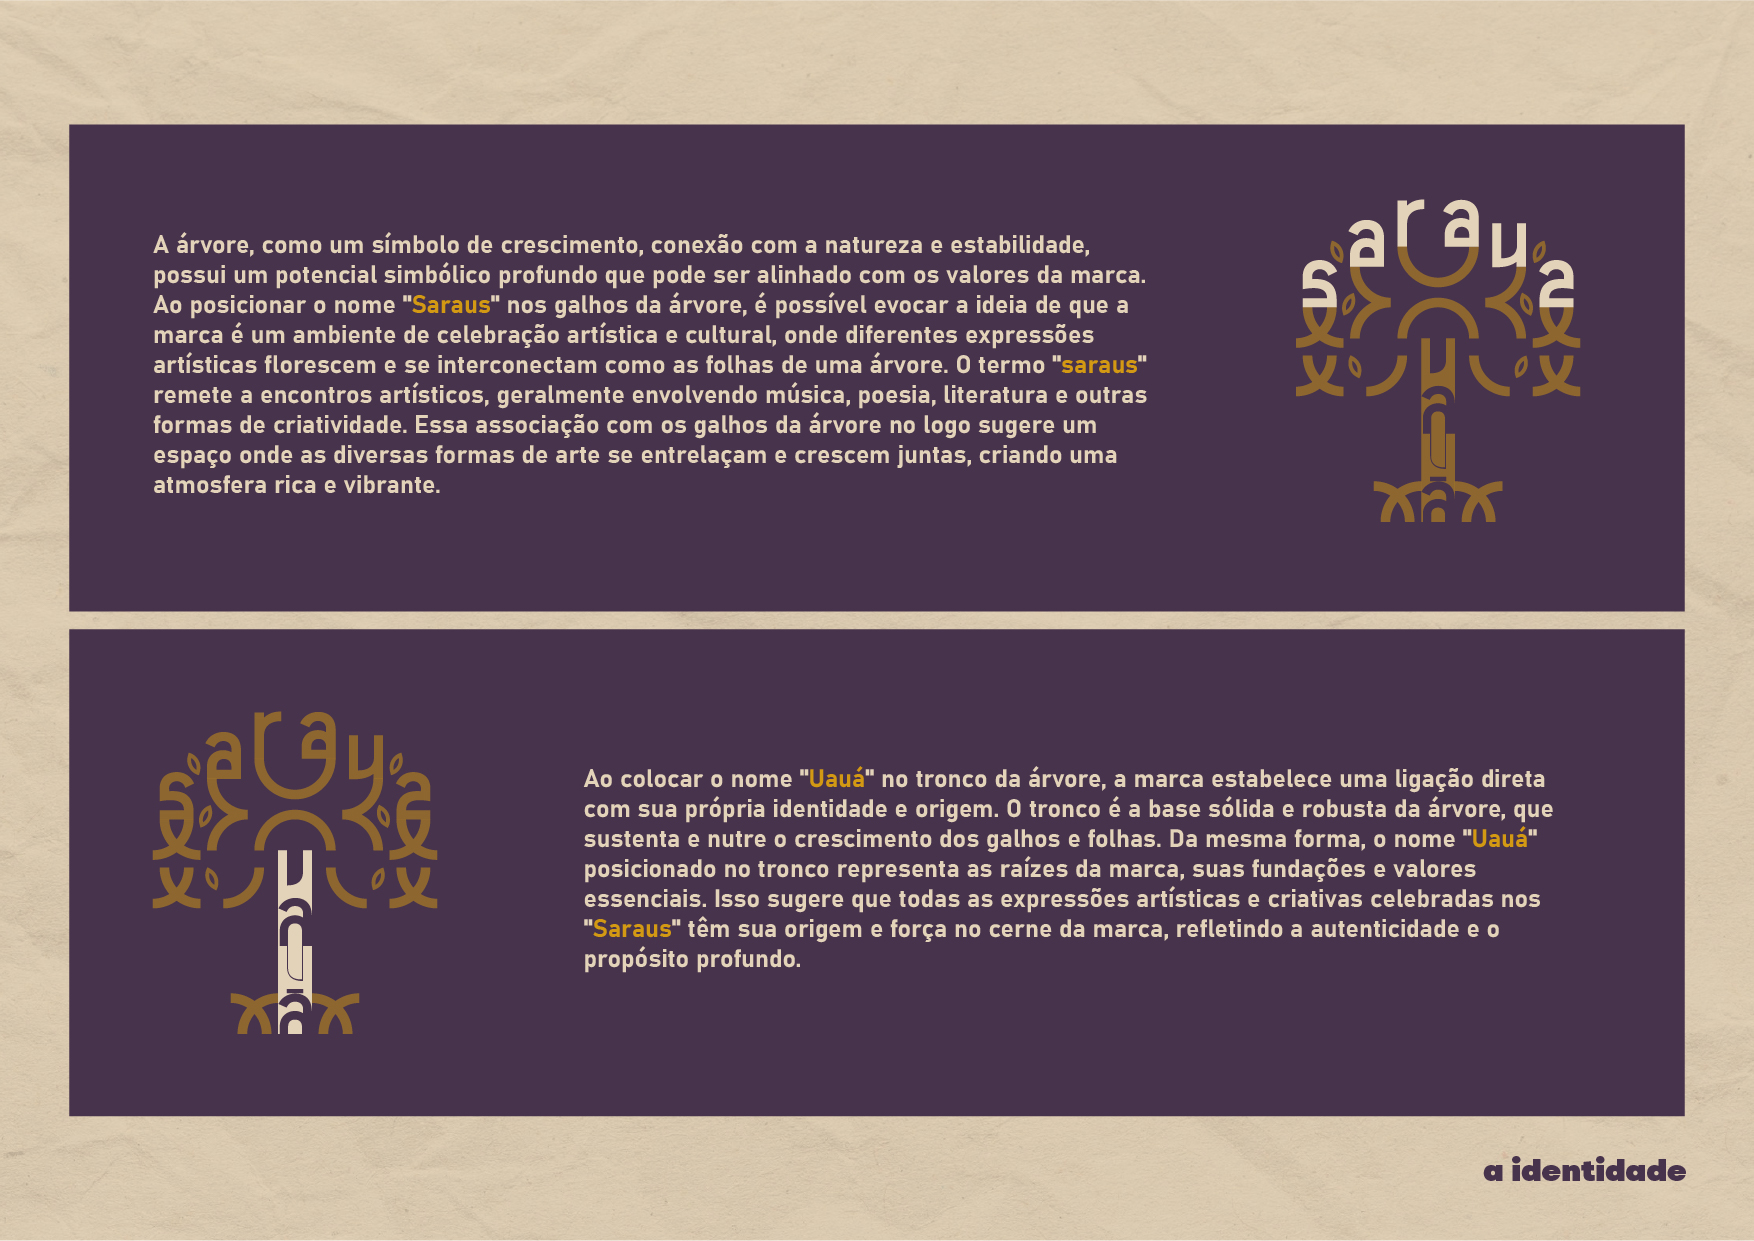 A árvore, como um símbolo de crescimento, conexão com a natureza e estabilidade,
possui um potencial simbólico profundo que pode ser alinhado com os valores da marca.
Ao posicionar o nome "Saraus" nos galhos da árvore, é possível evocar a ideia de que a
marca é um ambiente de celebração artística e cultural, onde diferentes expressões
artísticas florescem e se interconectam como as folhas de uma árvore. O termo "saraus"
remete a encontros artísticos, geralmente envolvendo música, poesia, literatura e outras
formas de criatividade. Essa associação com os galhos da árvore no logo sugere um
espaço onde as diversas formas de arte se entrelaçam e crescem juntas, criando uma
atmosfera rica e vibrante.
saraua
uauá
saraua
uauá
Ao colocar o nome "Uauá" no tronco da árvore, a marca estabelece uma ligação direta
com sua própria identidade e origem. O tronco é a base sólida e robusta da árvore, que
sustenta e nutre o crescimento dos galhos e folhas. Da mesma forma, o nome "Uauá"
posicionado no tronco representa as raízes da marca, suas fundações e valores
essenciais. Isso sugere que todas as expressões artísticas e criativas celebradas nos
"Saraus" têm sua origem e força no cerne da marca, refletindo a autenticidade e o
propósito profundo.
a identidade